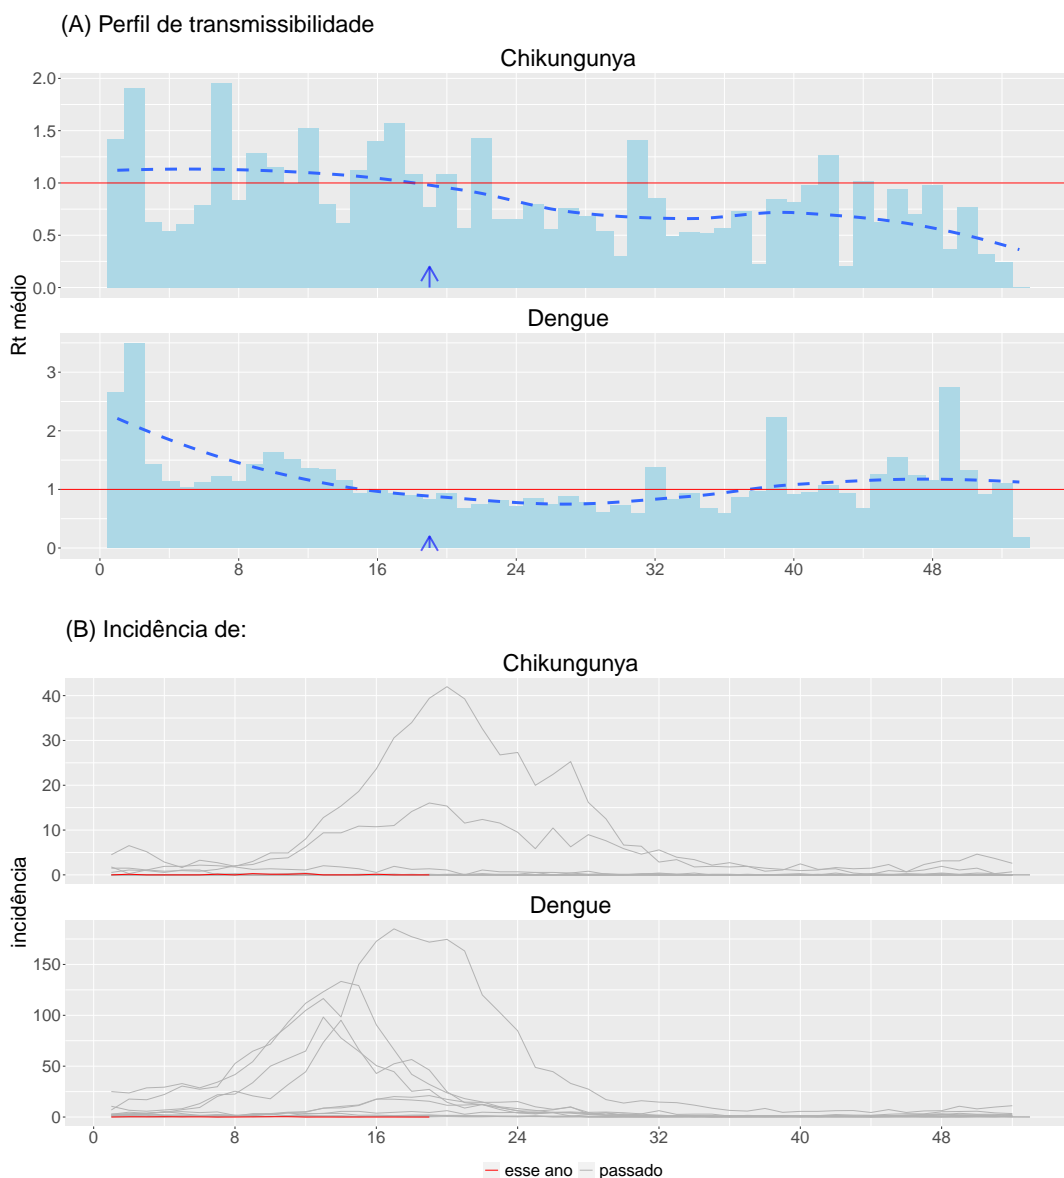 (A) Perfil de transmissibilidade
Chikungunya
2.0
1.5
1.0
0.5
0.0
Rt médio
Dengue
3
2
1
0
0 8 16 24 32 40 48
(B) Incidência de:
Chikungunya
40
30
20
10
0
incidência
Dengue
150
100
50
0
0 8 16 24 32 40 48
esse ano passado